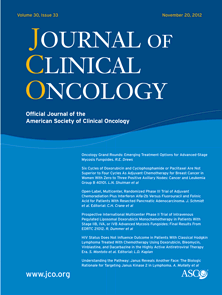 Volume 30, Issue 33
November 20, 2012
JOURNAL OF
CLINICAL
ONCOLOGY
Official Journal of the
American Society of Clinical Oncology
Oncology Grand Rounds: Emerging Treatment Options for Advanced-Stage
Mycosis Fungoides. R.E. Drews
Six Cycles of Doxorubicin and Cyclophosphamide or Paclitaxel Are Not
Superior to Four Cycles As Adjuvant Chemotherapy for Breast Cancer in
Women With Zero to Three Positive Axillary Nodes: Cancer and Leukemia
Group B 40101. L.N. Shulman et al
Open-Label, Multicenter, Randomized Phase III Trial of Adjuvant
Chemoradiation Plus Interferon Alfa-2b Versus Fluorouracil and Folinic
Acid for Patients With Resected Pancreatic Adenocarcinoma. J. Schmidt
et al. Editorial: C.H. Crane et al
Prospective International Multicenter Phase II Trial of Intravenous
Pegylated Liposomal Doxorubicin Monochemotherapy in Patients With
Stage IIB, IVA, or IVB Advanced Mycosis Fungoides: Final Results From
EORTC 21012. R. Dummer et al
HIV Status Does Not Influence Outcome in Patients With Classical Hodgkin
Lymphoma Treated With Chemotherapy Using Doxorubicin, Bleomycin,
Vinblastine, and Dacarbazine in the Highly Active Antiretroviral Therapy
Era. S. Montoto et al. Editorial:
Understanding the Pathway: Janus Reveals Another Face: The Biologic
Rationale for Targeting Janus Kinase 2 in Lymphoma. A. Mullally et al
www.jco.org
ASCO